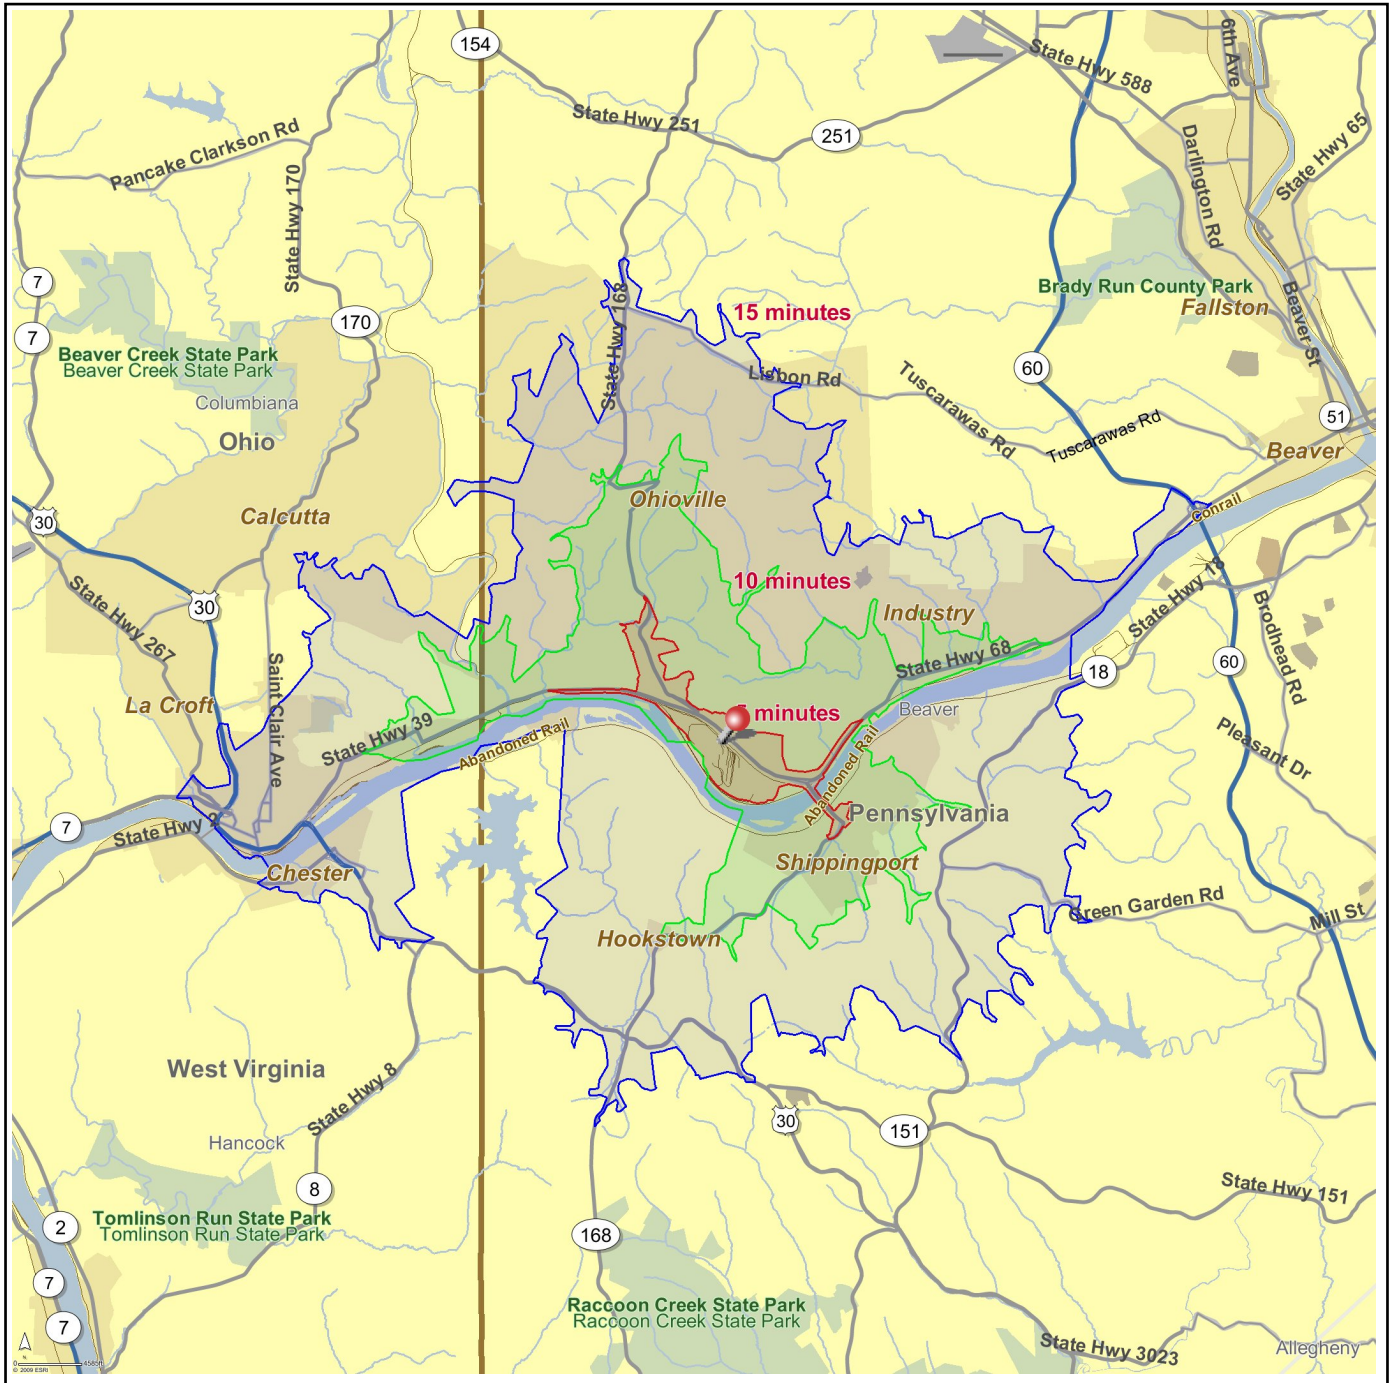 154
State Hwy 588
6th Ave
State Hwy 251
251
State Hwy 65
Pancake Clarkson Rd
State Hwy 170
Darlington Rd
7
Brady Run County Park
Fallston
State Hwy 168
15 minutes
Beaver St
7
170
Beaver Creek State Park
Beaver Creek State Park
60
Lisbon Rd
Tuscarawas Rd
Columbiana
Ohio
51
Tuscarawas Rd
Beaver
Ohioville
Calcutta
30
Conrail
10 minutes
State Hwy 18
State Hwy 267
30
Industry
Brodhead Rd
Saint Clair Ave
State Hwy 68
60
18
La Croft
5 minutes
Beaver
State Hwy 39
Abandoned Rail
Pleasant Dr
Abandoned Rail
Pennsylvania
7
State Hwy 2
Shippingport
Chester
Green Garden Rd
Mill St
Hookstown
West Virginia
State Hwy 8
30
151
Hancock
8
State Hwy 151
Tomlinson Run State Park
Tomlinson Run State Park
2
168
7
Raccoon Creek State Park
Raccoon Creek State Park
7
State Hwy 3023
Allegheny
0 4585ft
© 2009 ESRI